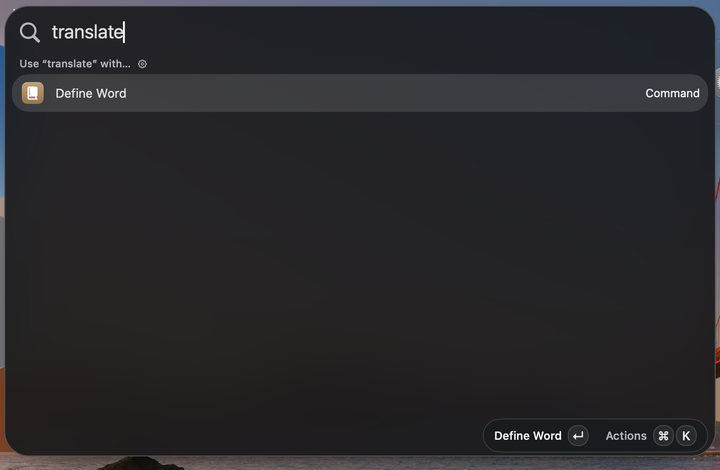 translate
Use “translate” with...
Define Word Command
Define Word ↵ Actions ⌘ K